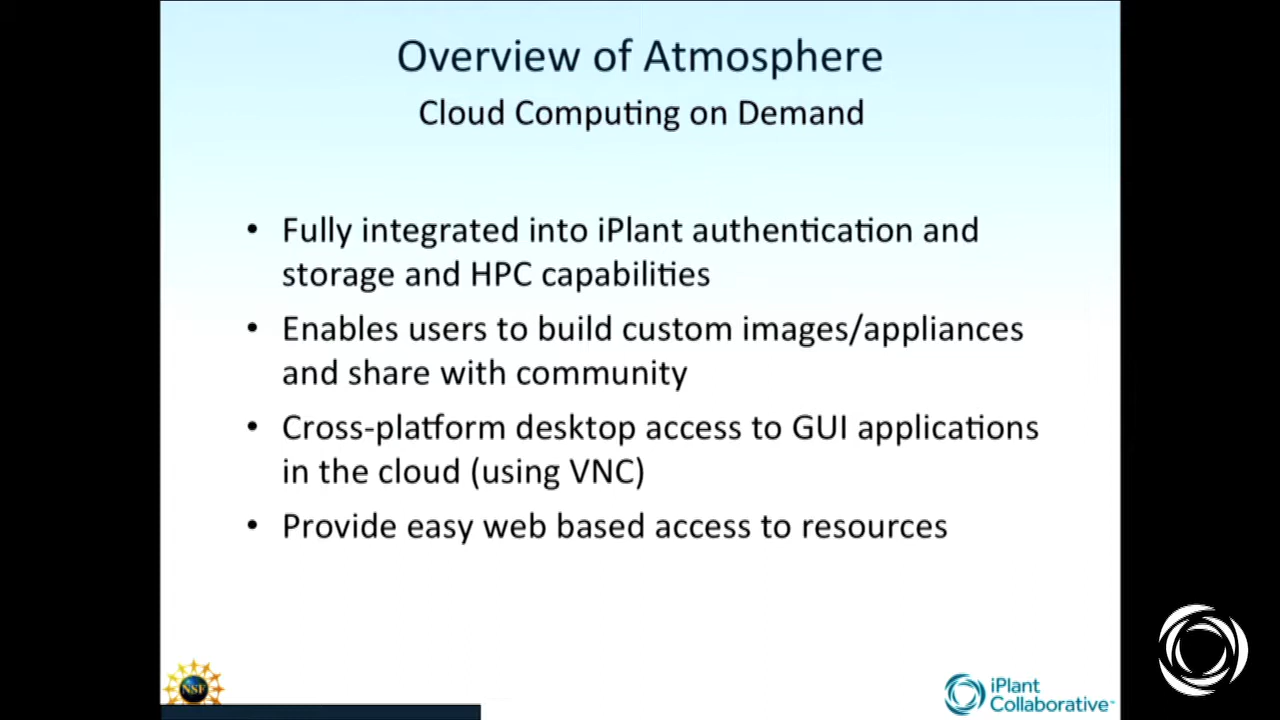 Overview of Atmosphere
Cloud Computing on Demand
• Fully integrated into iPlant authentication and
storage and HPC capabilities
• Enables users to build custom images/appliances
and share with community
• Cross-platform desktop access to GUI applications
in the cloud (using VNC)
• Provide easy web based access to resources
NSF
iPlant
Collaborative™